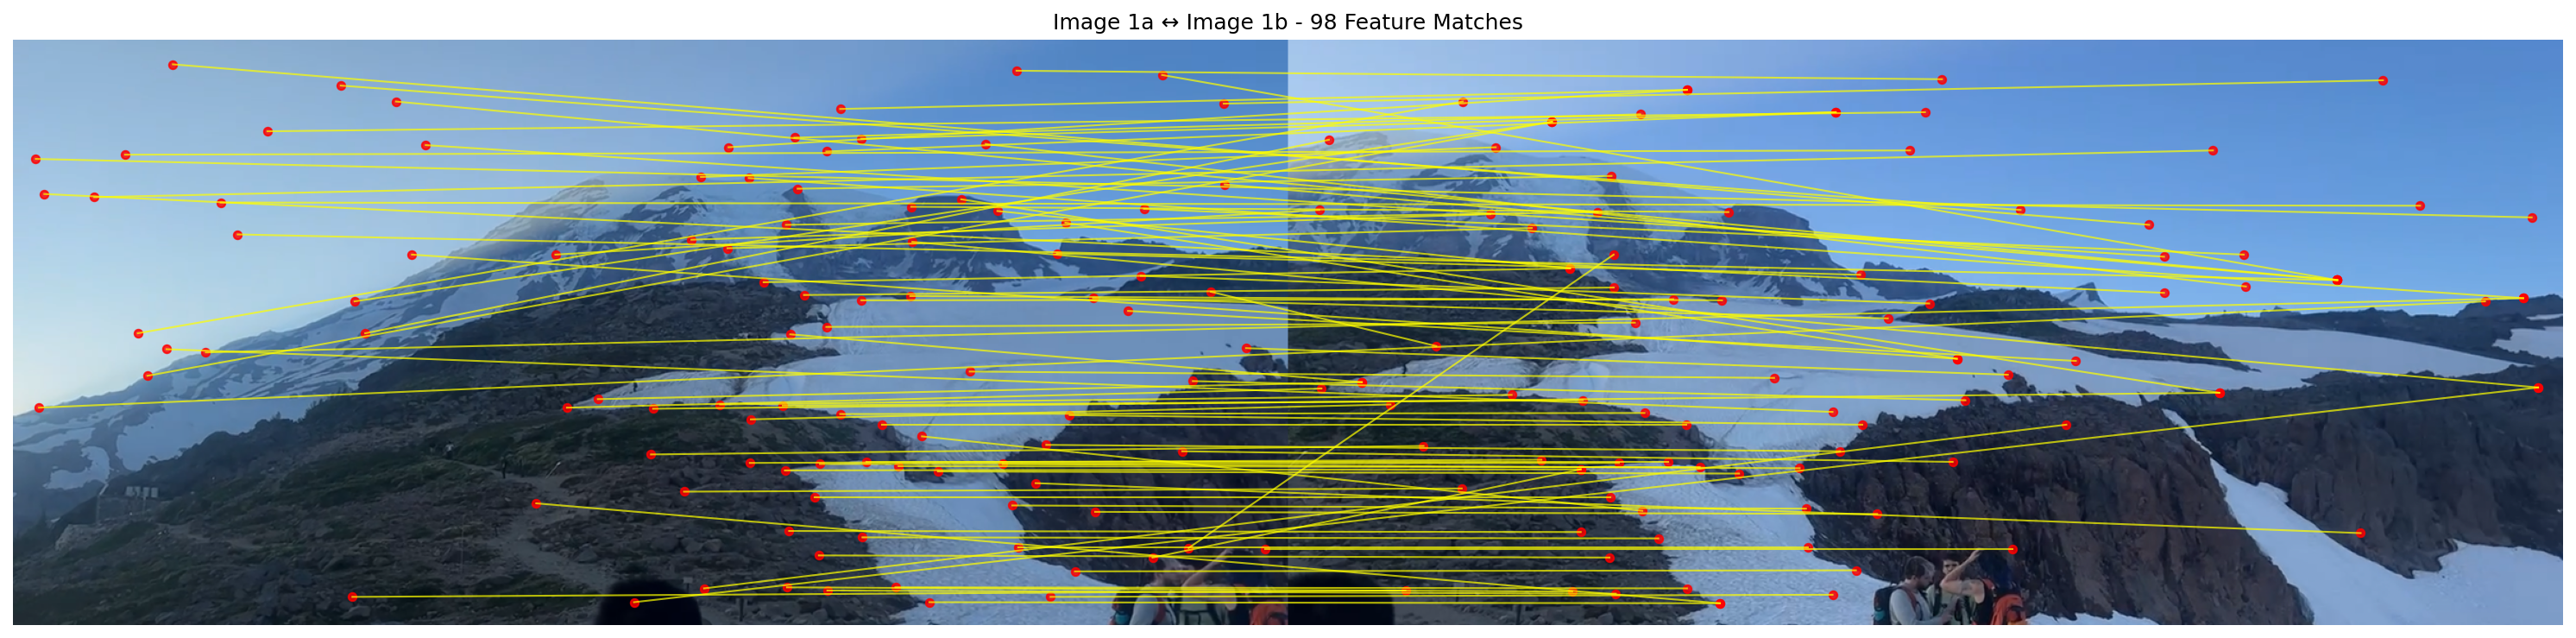 Image 1a ↔ Image 1b - 98 Feature Matches